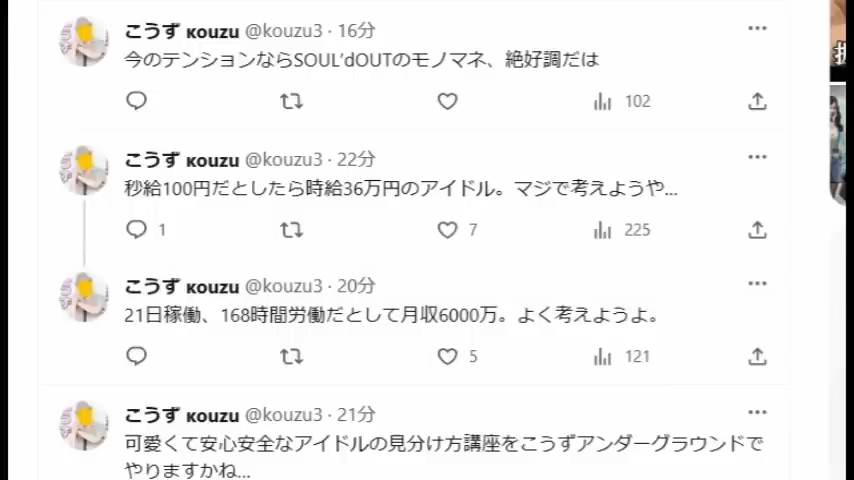 こうず ĸouzu @kouzu3 · 16分
今のテンションならSOUL'dOUTのモノマネ、絶好調だは
102
こうず ĸouzu @kouzu3 · 22分
秒給100円だとしたら時給36万円のアイドル。マジで考えようや...
1 7 225
こうず ĸouzu @kouzu3 · 20分
21日稼働、168時間労働だとして月収6000万。よく考えようよ。
5 121
こうず ĸouzu @kouzu3 · 21分
可愛くて安心安全なアイドルの見分け方講座をこうずアンダーグラウンドで
やりますかね...